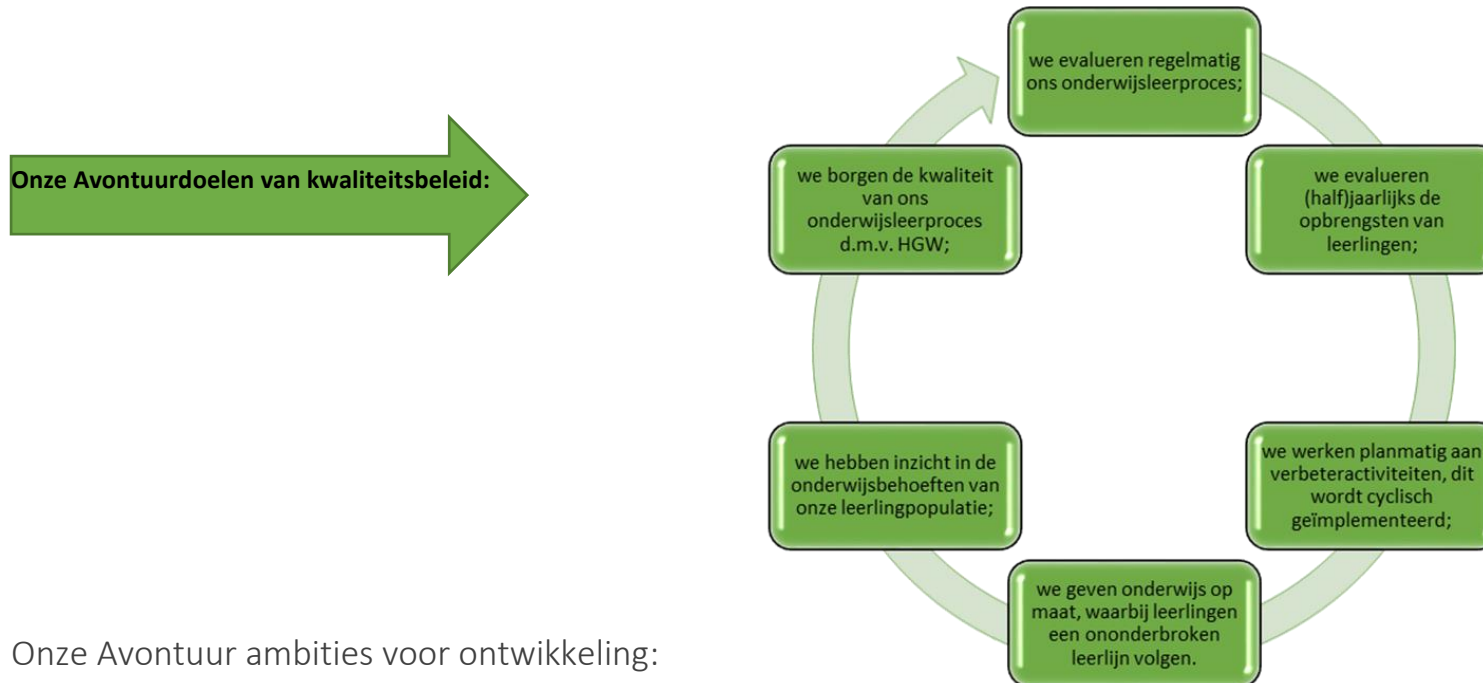 Onze Avontuurdoelen van kwaliteitsbeleid:
we evalueren regelmatig
ons onderwijsleerproces;
we evalueren
(half)jaarlijks de
opbrengsten van
leerlingen;
we werken planmatig aan
verbeteractiviteiten, dit
wordt cyclisch
geïmplementeerd;
we geven onderwijs op
maat, waarbij leerlingen
een ononderbroken
leerlijn volgen.
we hebben inzicht in de
onderwijsbehoeften van
onze leerlingpopulatie;
we borgen de kwaliteit
van ons
onderwijsleerproces
d.m.v. HGW;
Onze Avontuur ambities voor ontwikkeling: